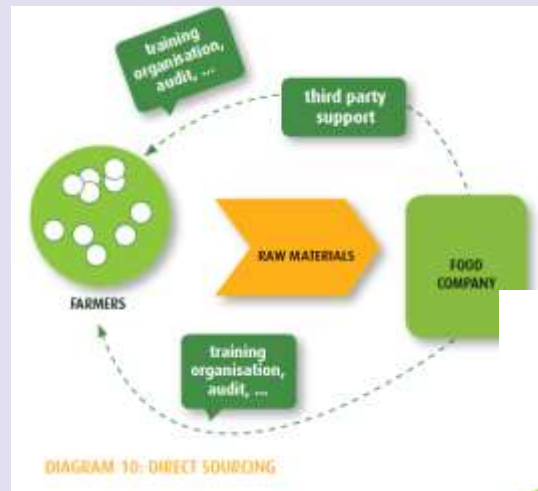 training
organisation,
audit, ...
third party
support
RAW MATERIALS
FOOD
COMPANY
FARMERS
training
organisation,
audit, ...
DIAGRAM 10: DIRECT SOURCING